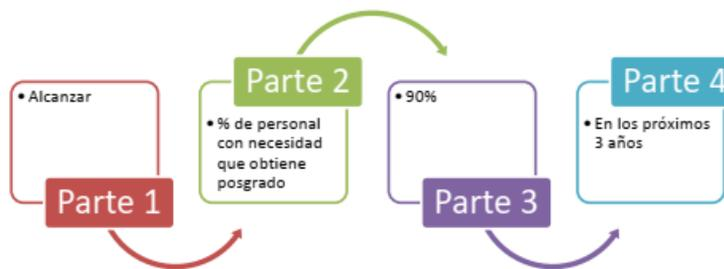 • Alcanzar
Parte 1
Parte 2
• % de personal
con necesidad
que obtiene
posgrado
• 90%
Parte 3
Parte 4
• En los próximos
3 años